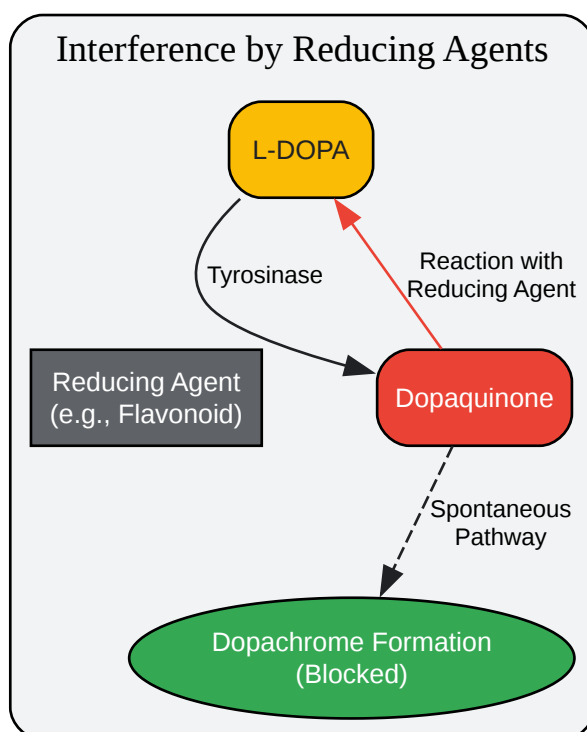 Interference by Reducing Agents
L-DOPA
Tyrosinase
Reaction with
Reducing Agent
Reducing Agent
(e.g., Flavonoid)
Dopaquinone
Spontaneous
Pathway
Dopachrome Formation
(Blocked)